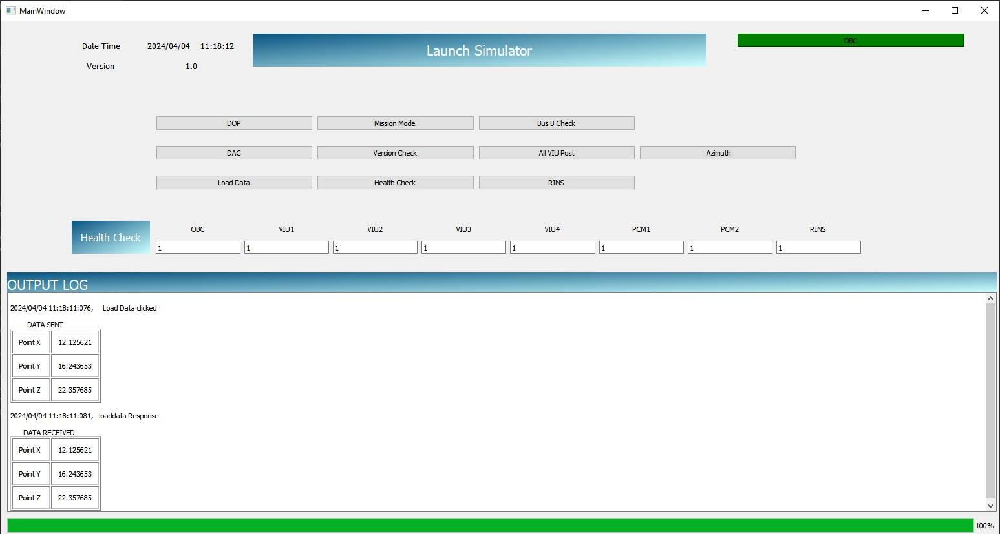 MainWindow
Date Time 2024/04/04 11:18:12
Launch Simulator
OBC
Version 1.0
DOP Mission Mode Bus B Check
DAC Version Check All VIU Post Azimuth
Load Data Health Check RINS
Health Check
OBC VIU1 VIU2 VIU3 VIU4 PCM1 PCM2 RINS
1 1 1 1 1 1 1 1
OUTPUT LOG
2024/04/04 11:18:11:076, Load Data clicked
DATA SENT
Point X 12.125621
Point Y 16.243653
Point Z 22.357685
2024/04/04 11:18:11:081, loaddata Response
DATA RECEIVED
Point X 12.125621
Point Y 16.243653
Point Z 22.357685
100%